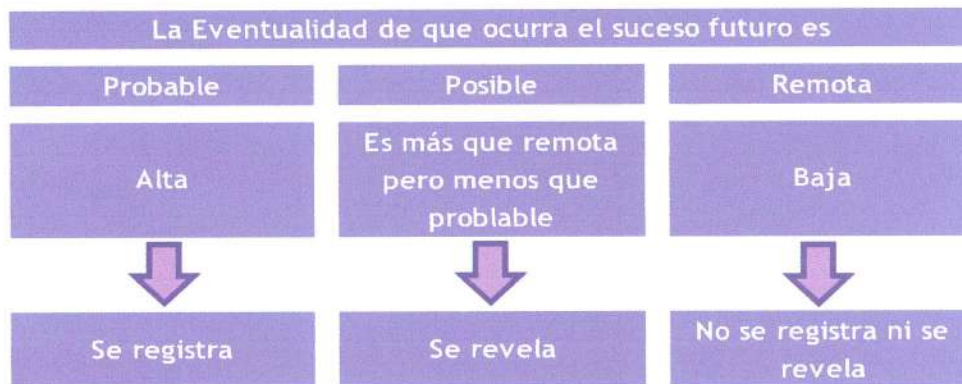 La Eventualidad de que ocurra el suceso futuro es
Probable
Posible
Remota
Alta
Es más que remota
pero menos que
problable
Baja
Se registra
Se revela
No se registra ni se
revela